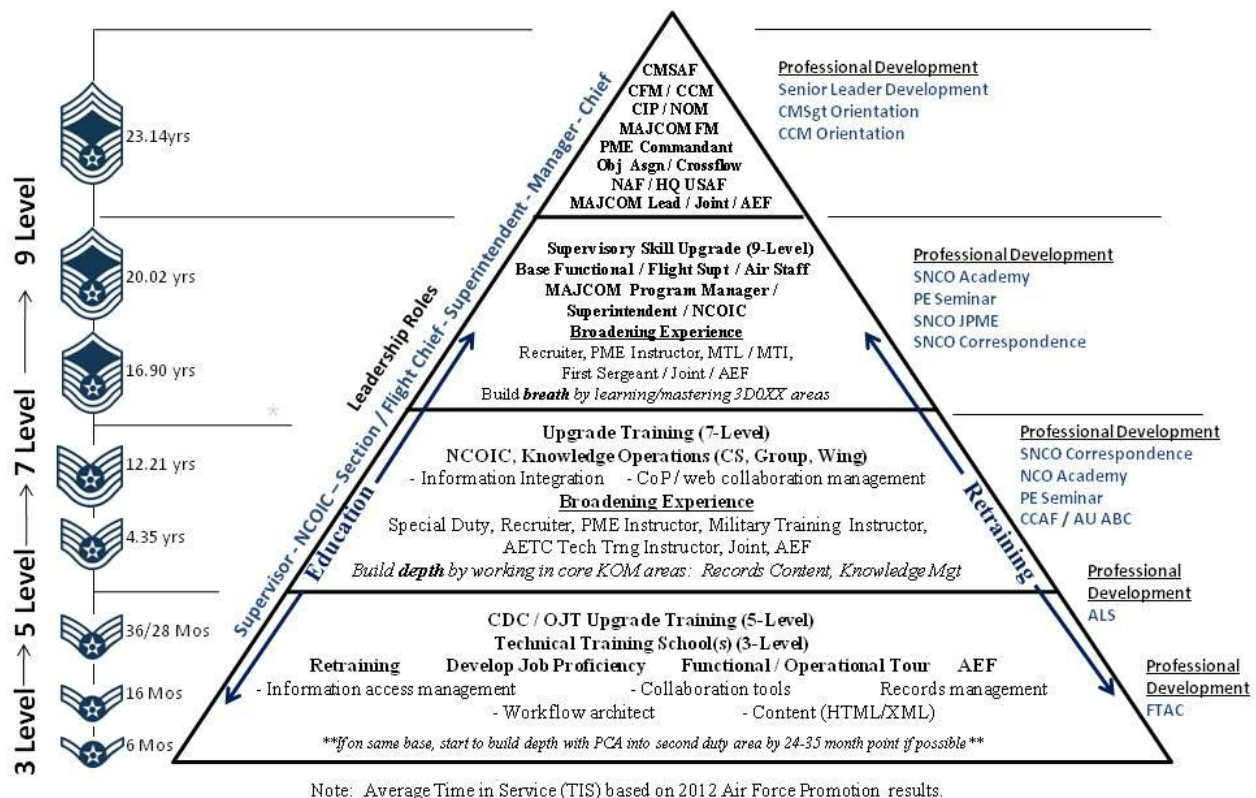 CMSAF
CFM / CCM
CIP / NOM
MAJCOM FM
PME Commandant
Obj Asgn / Crossflow
NAF / HQ USAF
MAJCOM Lead / Joint / AEF
Professional Development
Senior Leader Development
CMSgt Orientation
CCM Orientation
23.14yrs
Supervisory Skill Upgrade (9-Level)
Base Functional / Flight Supt / Air Staff
MAJCOM Program Manager /
Superintendent / NCOIC
Broadening Experience
Recruiter, PME Instructor, MTL / MTI,
First Sergeant / Joint / AEF
Build breath by learning/mastering 3D0XX areas
Professional Development
SNCO Academy
PE Seminar
SNCO JPME
SNCO Correspondence
20.02 yrs
16.90 yrs
*
Upgrade Training (7-Level)
NCOIC, Knowledge Operations (CS, Group, Wing)
- Information Integration - CoP / web collaboration management
Broadening Experience
Special Duty, Recruiter, PME Instructor, Military Training Instructor,
AETC Tech Trng Instructor, Joint, AEF
Build depth by working in core KOM areas: Records Content, Knowledge Mgt
Professional Development
SNCO Correspondence
NCO Academy
PE Seminar
CCAF / AU ABC
12.21 yrs
4.35 yrs
CDC / OJT Upgrade Training (5-Level)
Technical Training School(s) (3-Level)
Retraining Develop Job Proficiency Functional / Operational Tour AEF
- Information access management - Collaboration tools Records management
- Workflow architect - Content (HTML/XML)
**If on same base, start to build depth with PCA into second duty area by 24-35 month point if possible**
Professional
Development
ALS
Professional
Development
FTAC
36/28 Mos
16 Mos
6 Mos
3 Level → 5 Level → 7 Level → 9 Level
Leadership Roles
Supervisor - NCOIC – Section / Flight Chief - Superintendent - Manager - Chief
Education
Retraining
Note: Average Time in Service (TIS) based on 2012 Air Force Promotion results.